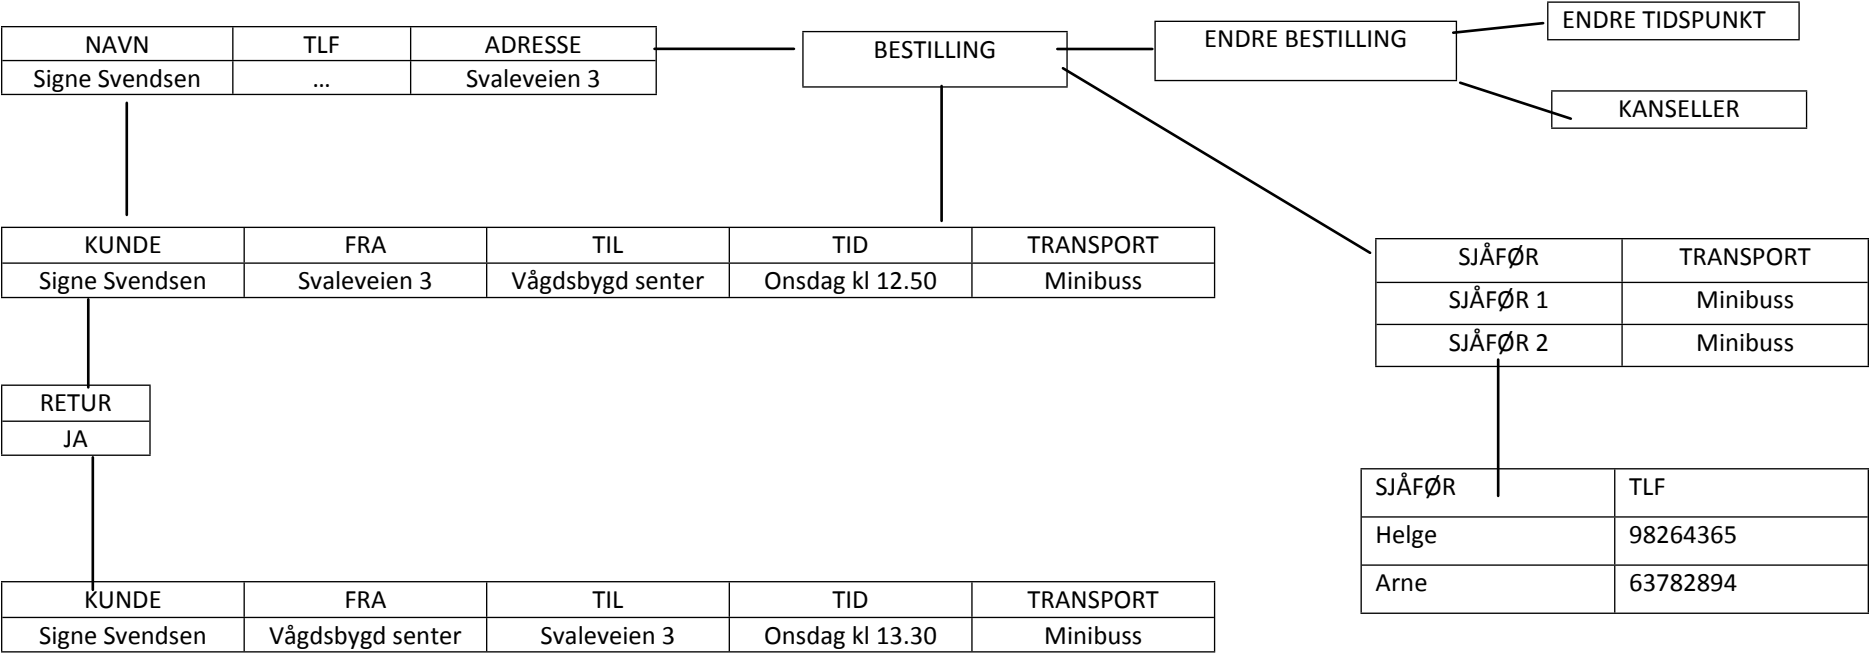 ENDRE TIDSPUNKT
NAVN TLF ADRESSE BESTILLING ENDRE BESTILLING
Signe Svendsen ... Svaleveien 3
KANSELLER
KUNDE FRA TIL TID TRANSPORT
Signe Svendsen Svaleveien 3 Vågdsbygd senter Onsdag kl 12.50 Minibuss
SJÅFØR TRANSPORT
SJÅFØR 1 Minibuss
SJÅFØR 2 Minibuss
RETUR
JA
SJÅFØR TLF
Helge 98264365
Arne 63782894
KUNDE FRA TIL TID TRANSPORT
Signe Svendsen Vågdsbygd senter Svaleveien 3 Onsdag kl 13.30 Minibuss